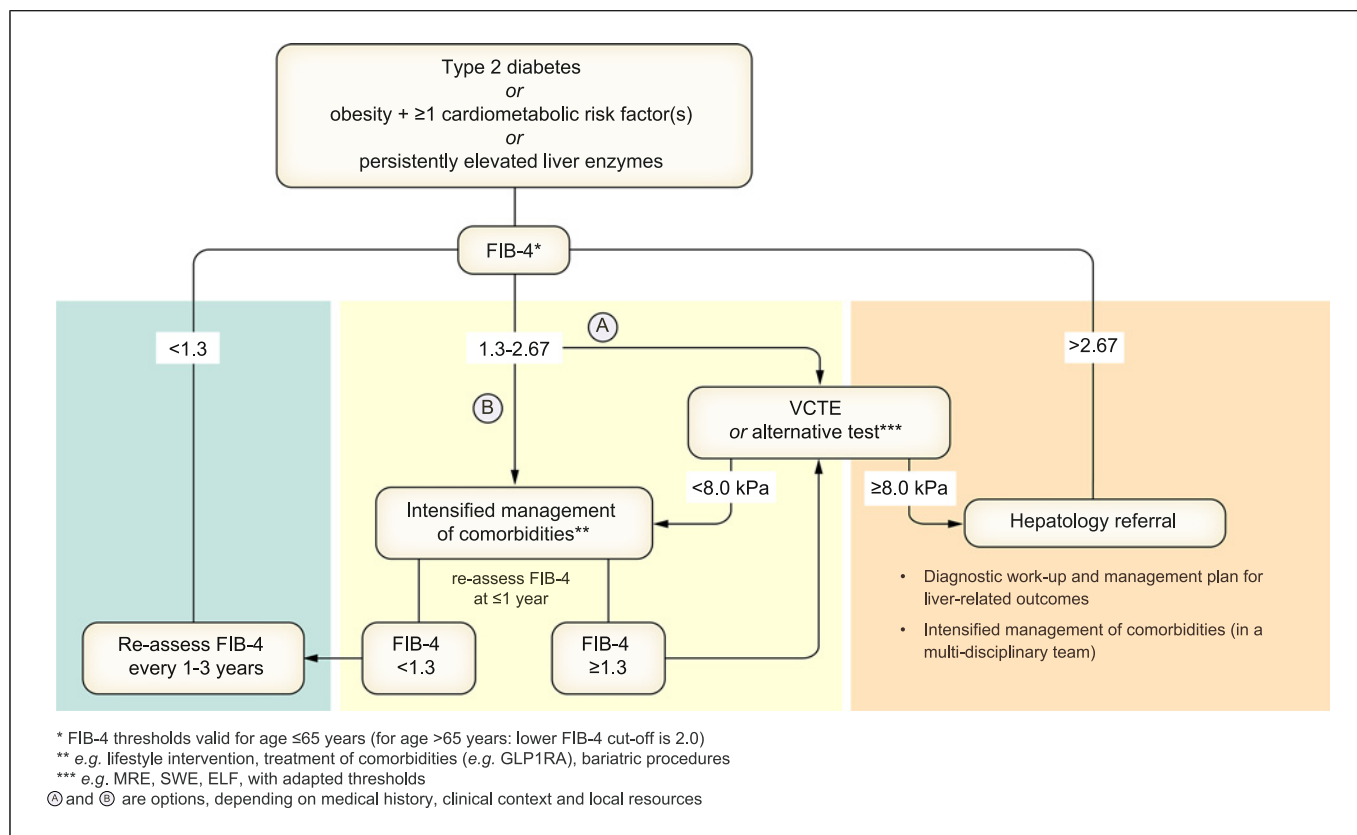 Type 2 diabetes
or
obesity + ≥1 cardiometabolic risk factor(s)
or
persistently elevated liver enzymes
FIB-4*
<1.3
1.3-2.67
A
>2.67
B
VCTE
or alternative test***
<8.0 kPa
≥8.0 kPa
Intensified management
of comorbidities**
Hepatology referral
re-assess FIB-4
at ≤1 year
• Diagnostic work-up and management plan for
liver-related outcomes
• Intensified management of comorbidities (in a
multi-disciplinary team)
Re-assess FIB-4
every 1-3 years
FIB-4
<1.3
FIB-4
≥1.3
* FIB-4 thresholds valid for age ≤65 years (for age >65 years: lower FIB-4 cut-off is 2.0)
** e.g. lifestyle intervention, treatment of comorbidities (e.g. GLP1RA), bariatric procedures
*** e.g. MRE, SWE, ELF, with adapted thresholds
A and B are options, depending on medical history, clinical context and local resources